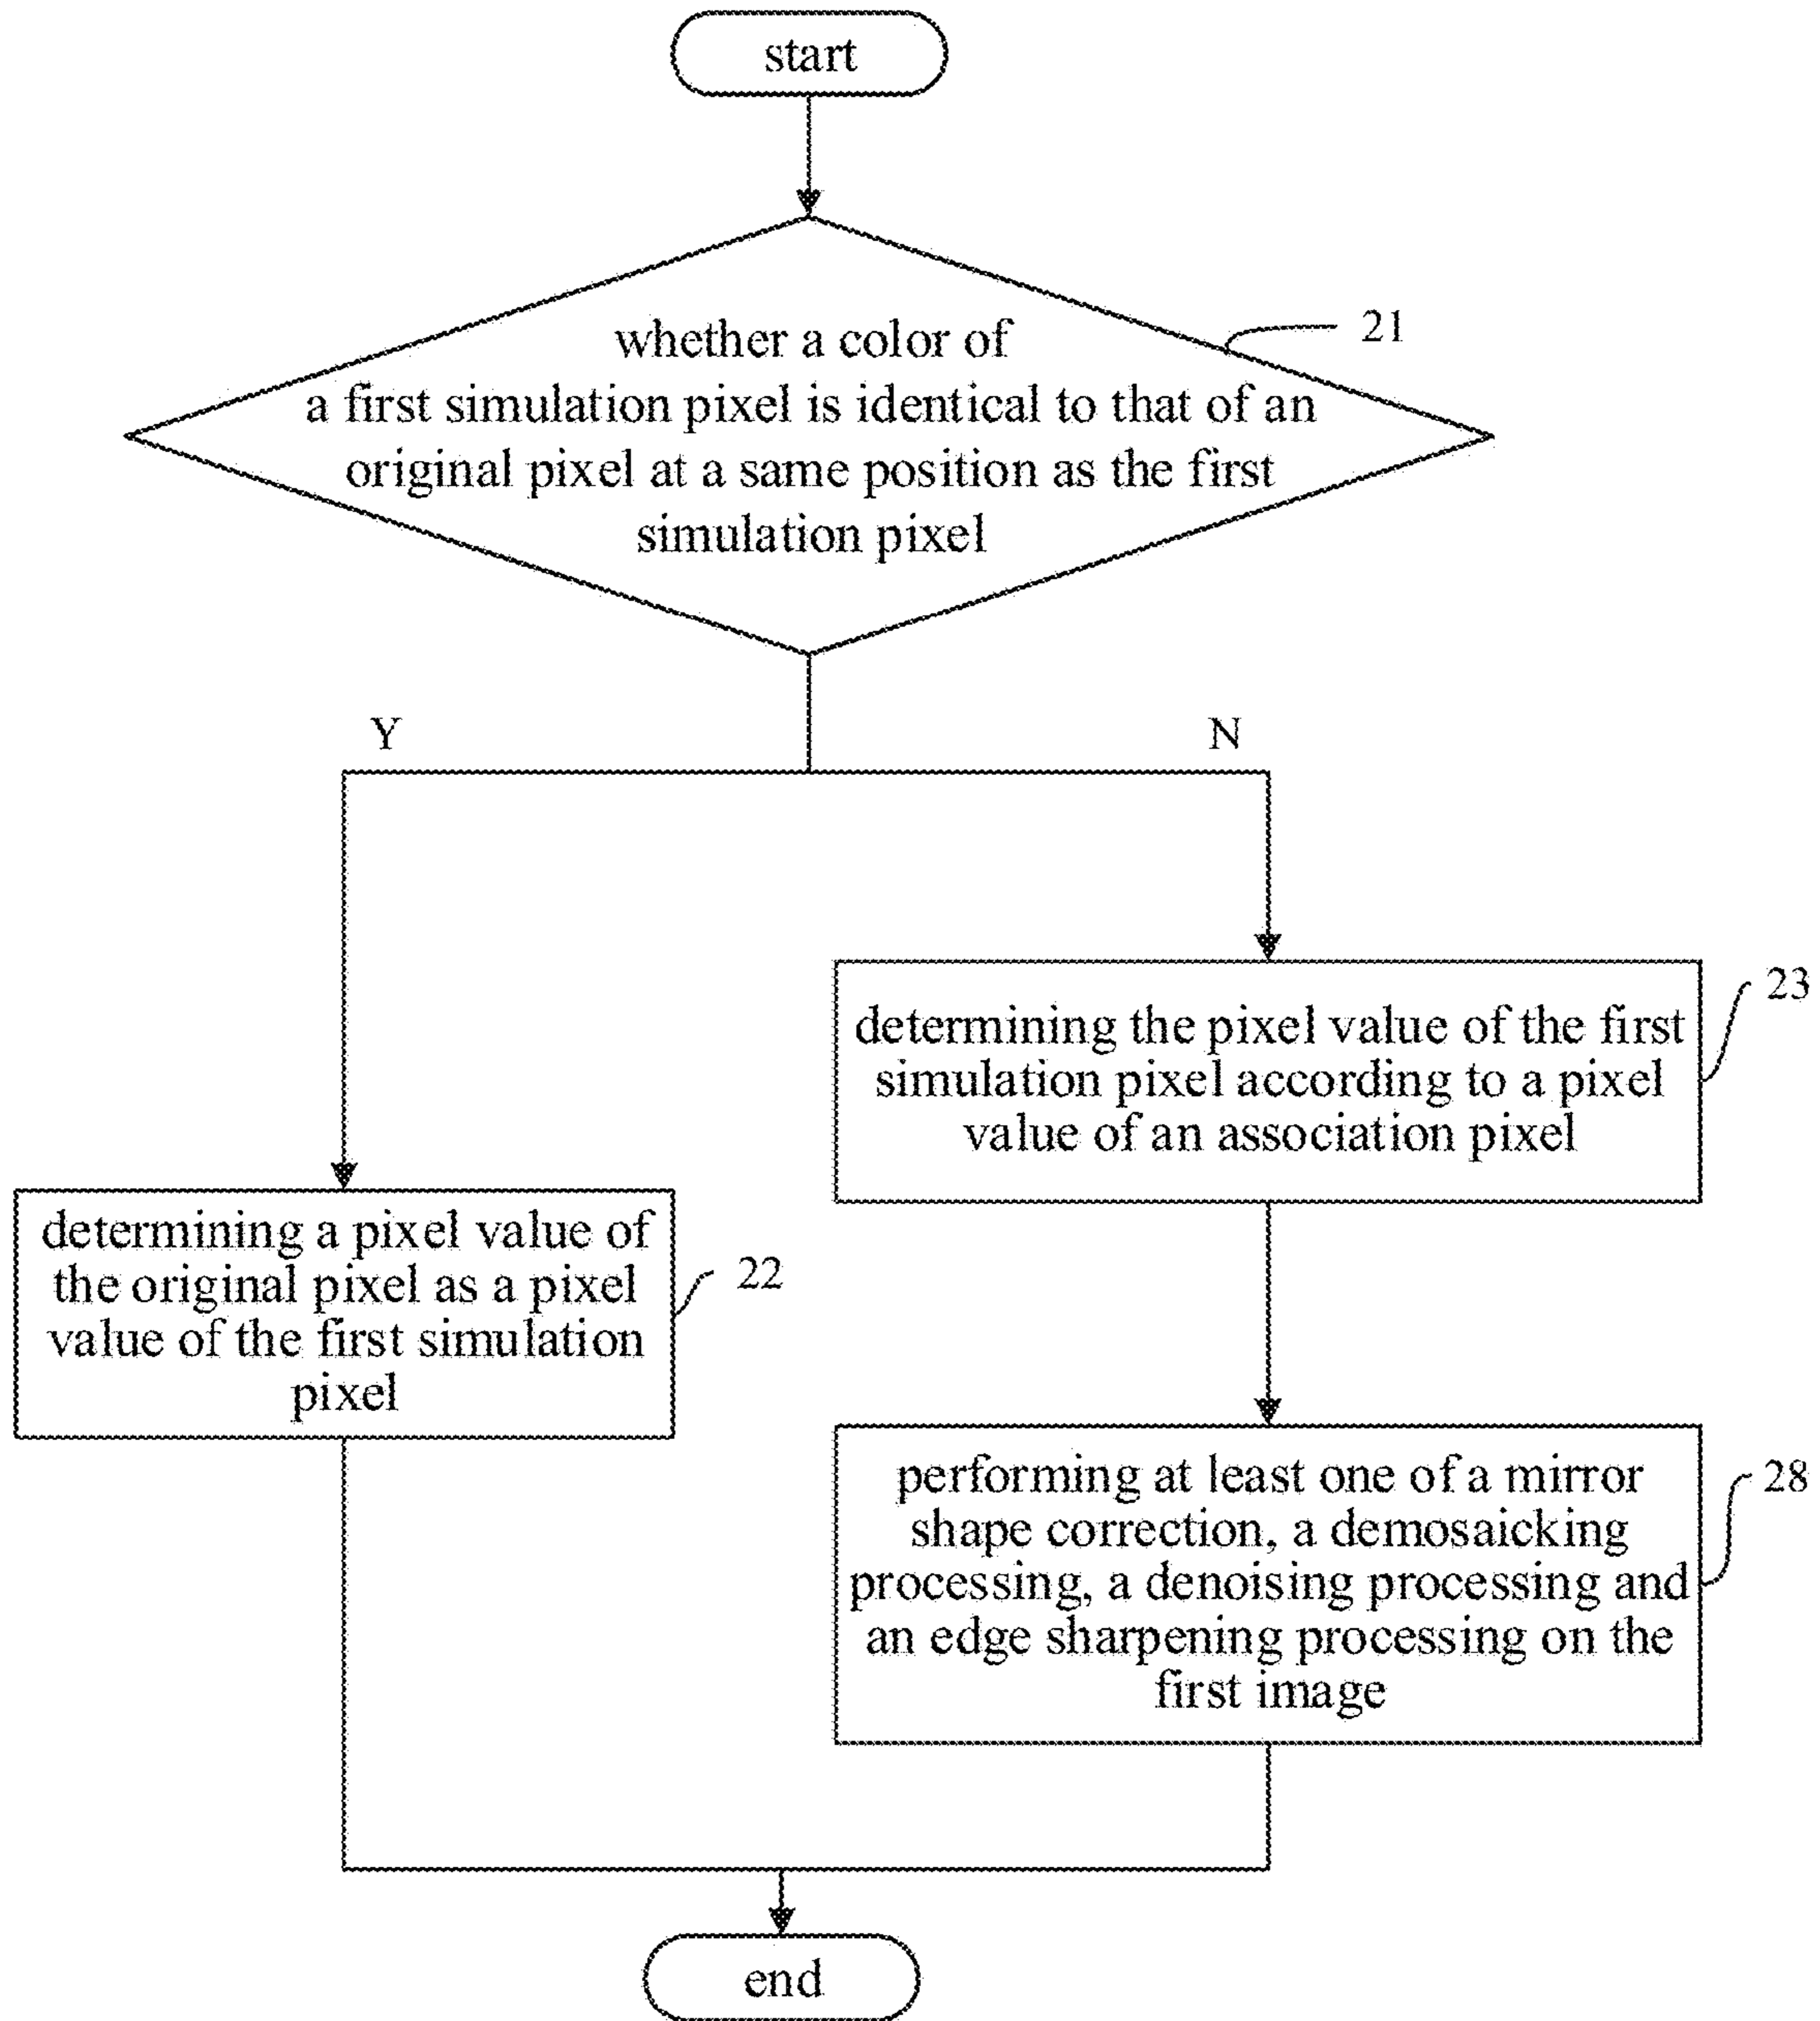 start
whether a color of
21
a first simulation pixel is identical to that of an
original pixel at a same position as the first
simulation pixel
Y
N
23
determining the pixel value of the first
simulation pixel according to a pixel
value of an association pixel
determining a pixel value of
the original pixel as a pixel
value of the first simulation
pixel
22
performing at least one of a mirror
shape correction, a demosaicking
processing, a denoising processing and
an edge sharpening processing on the
first image
28
end